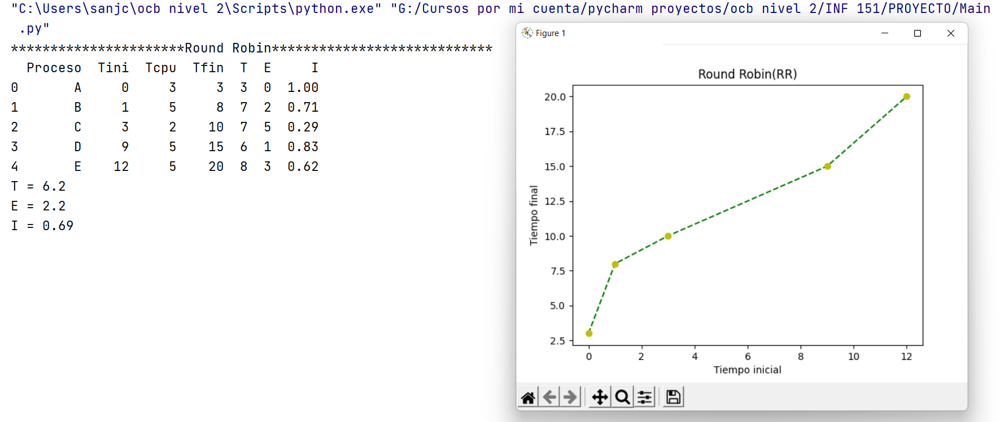 "C:\Users\sanjc\ocb nivel 2\Scripts\python.exe" "G:/Cursos por mi cuenta/pycharm proyectos/ocb nivel 2/INF 151/PROYECTO/Main
.py"
**********************Round Robin****************************
Proceso Tini Tcpu Tfin T E I
0 A 0 3 3 3 0 1.00
1 B 1 5 8 7 2 0.71
2 C 3 2 10 7 5 0.29
3 D 9 5 15 6 1 0.83
4 E 12 5 20 8 3 0.62
T = 6.2
E = 2.2
I = 0.69
Figure 1
Round Robin(RR)
20.0
17.5
15.0
12.5
10.0
7.5
5.0
2.5
Tiempo final
0 2 4 6 8 10 12
Tiempo inicial